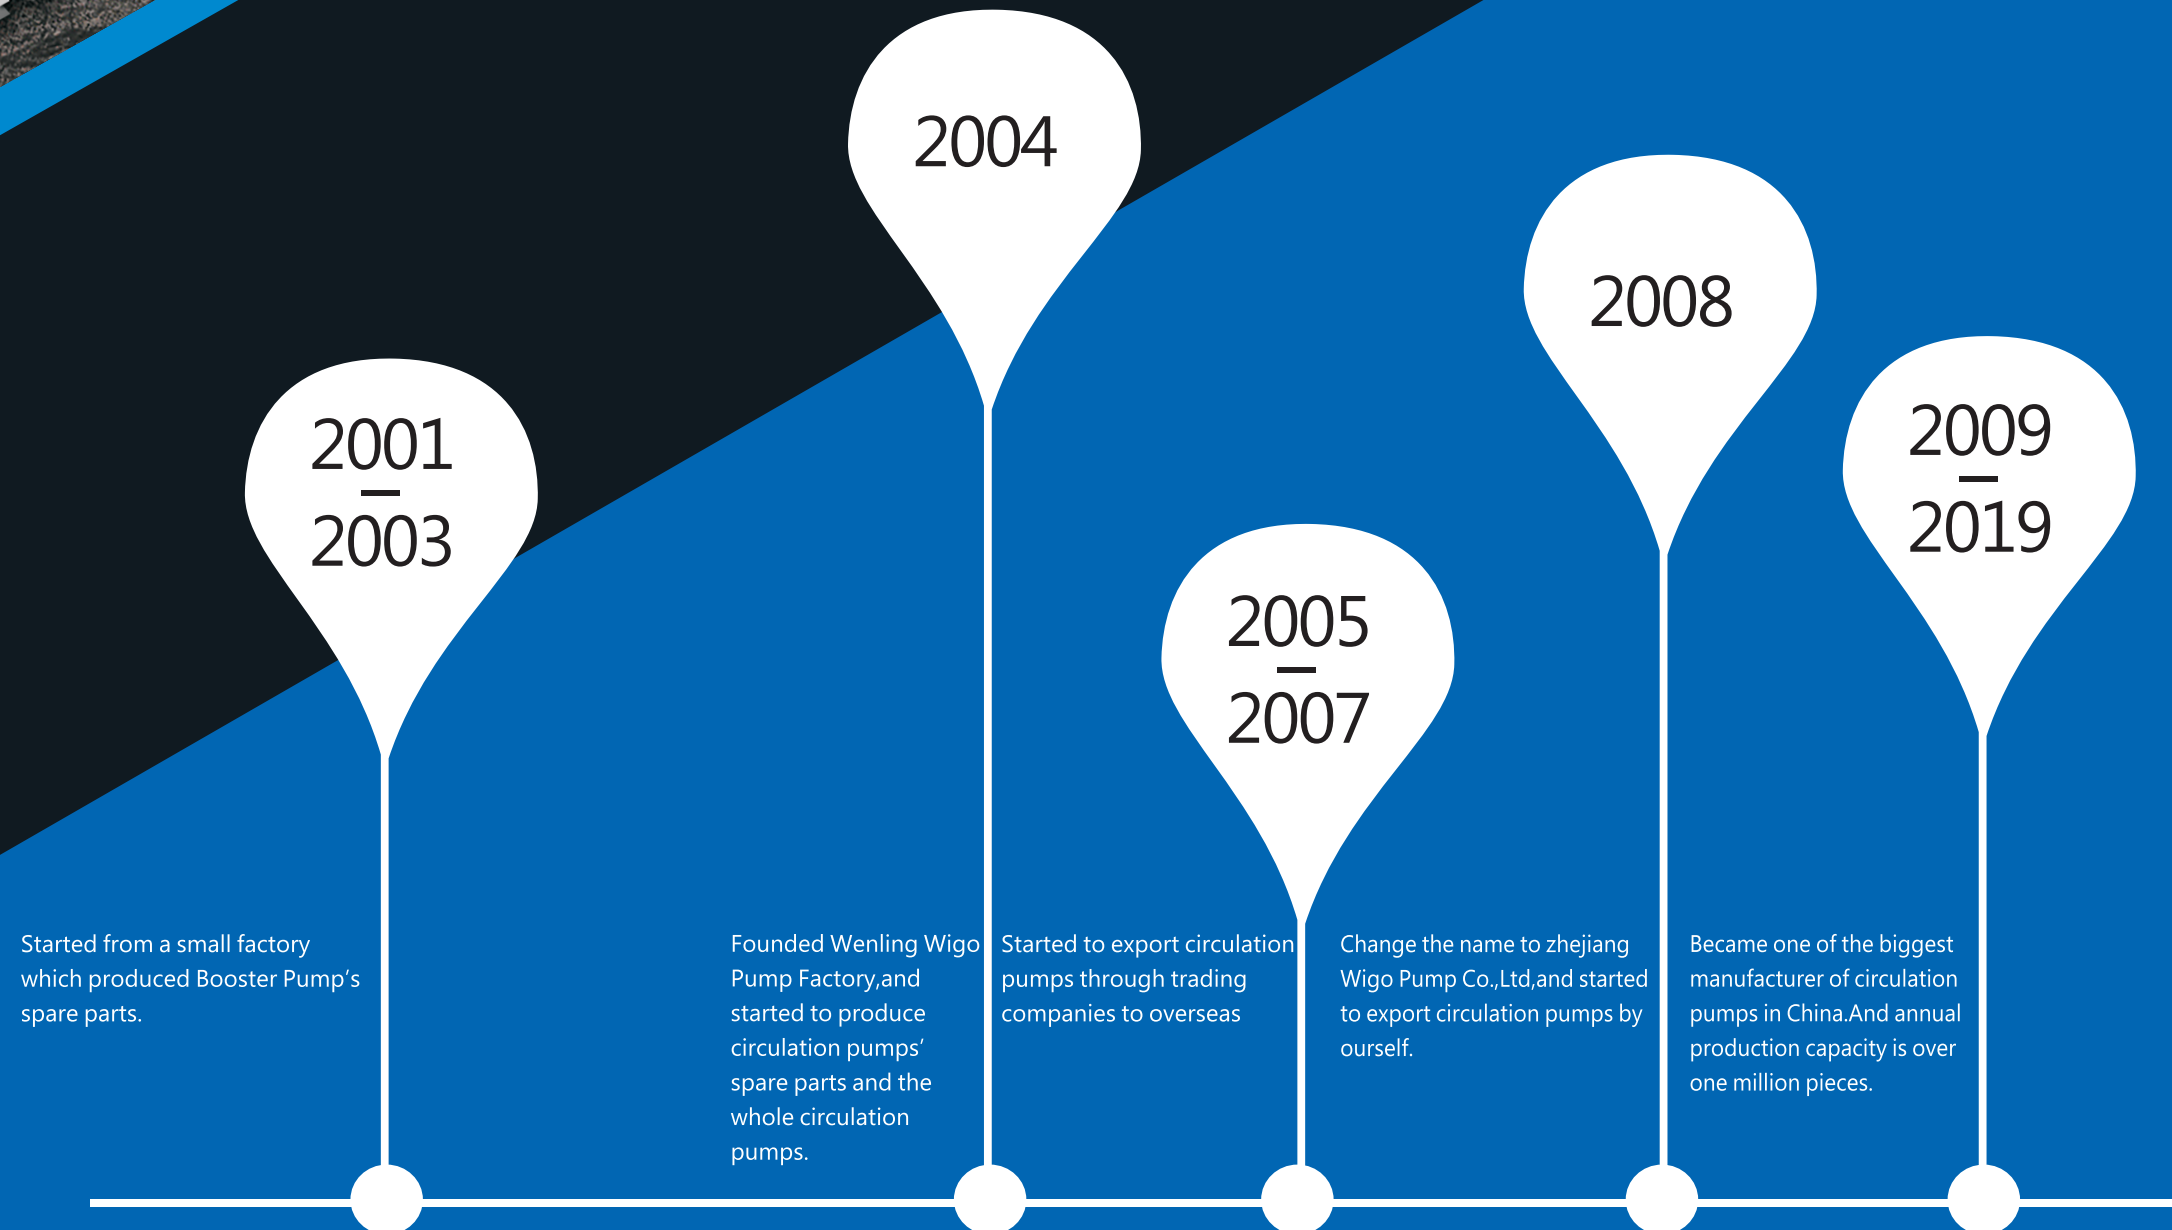 2001
2003
Started from a small factory
which produced Booster Pump’s
spare parts.
2004
Founded Wenling Wigo
Pump Factory,and
started to produce
circulation pumps’
spare parts and the
whole circulation
pumps.
2005
2007
Started to export circulation
pumps through trading
companies to overseas
2008
Change the name to zhejiang
Wigo Pump Co.,Ltd,and started
to export circulation pumps by
ourself.
2009
2019
Became one of the biggest
manufacturer of circulation
pumps in China.And annual
production capacity is over
one million pieces.